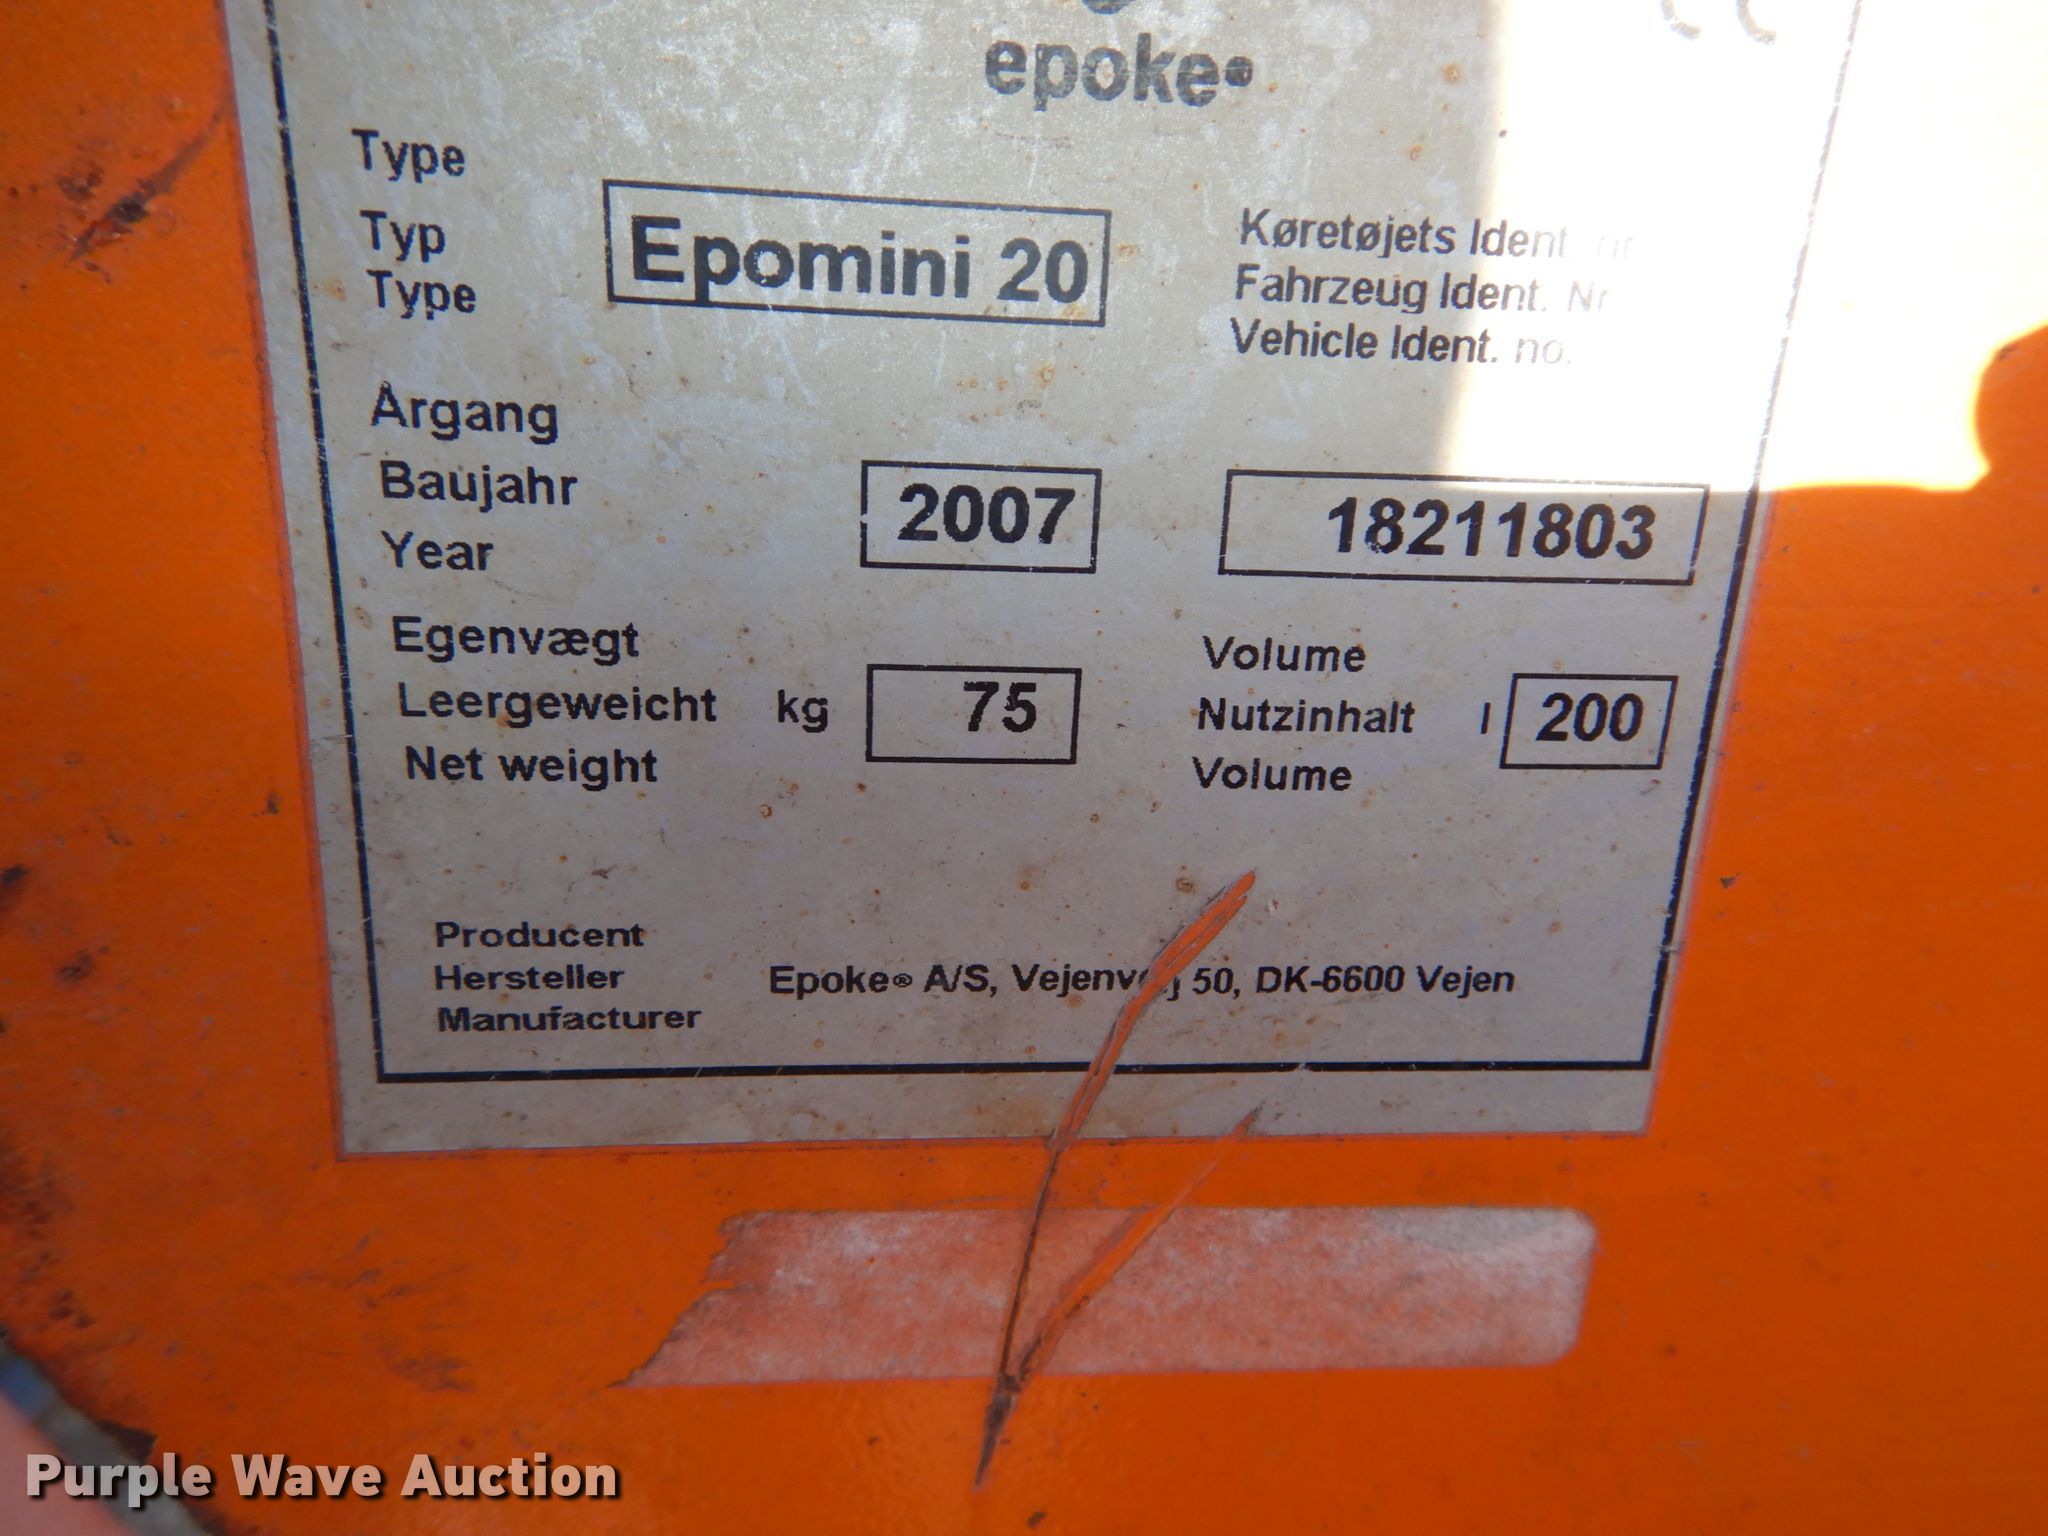 epoke®
Type
Typ
Type
Epomini 20
Køretøjets Ident. nr
Fahrzeug Ident. Nr
Vehicle Ident. no.
Årgang
Baujahr
Year
2007
18211803
Egenvægt
Leergeweicht kg
Net weight
75
Volume
Nutzinhalt l
Volume
200
Producent
Hersteller
Manufacturer
Epoke® A/S, 50, DK-6600 Vejen
Purple Wave Auction